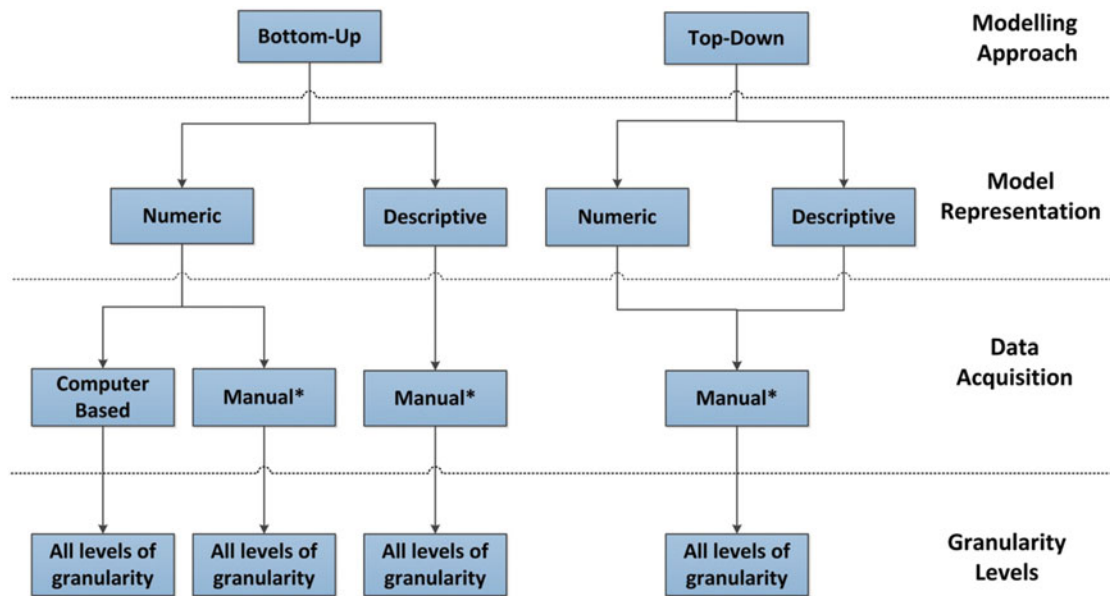 Bottom-Up
Top-Down
Modelling
Approach
Numeric
Descriptive
Numeric
Descriptive
Model
Representation
Computer
Based
Manual*
Manual*
Manual*
Data
Acquisition
All levels of
granularity
All levels of
granularity
All levels of
granularity
All levels of
granularity
Granularity
Levels